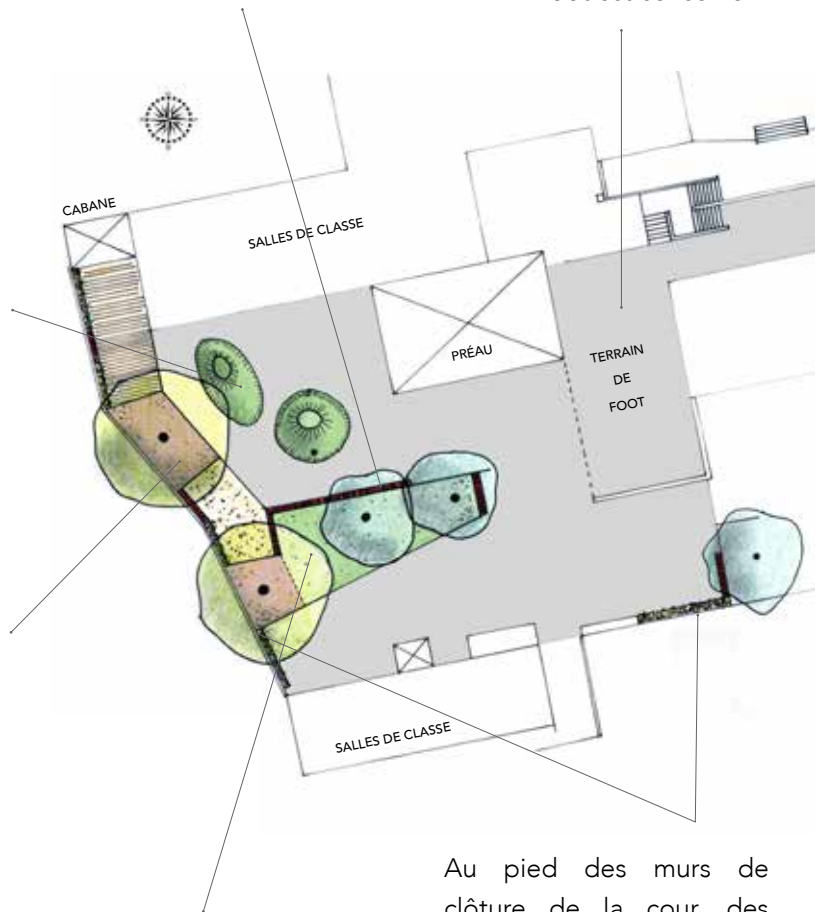 CABANE
SALLES DE CLASSE
PRÉAU
TERRAIN
DE
FOOT
SALLES DE CLASSE
Au pied des murs de
clôture de la cour, des